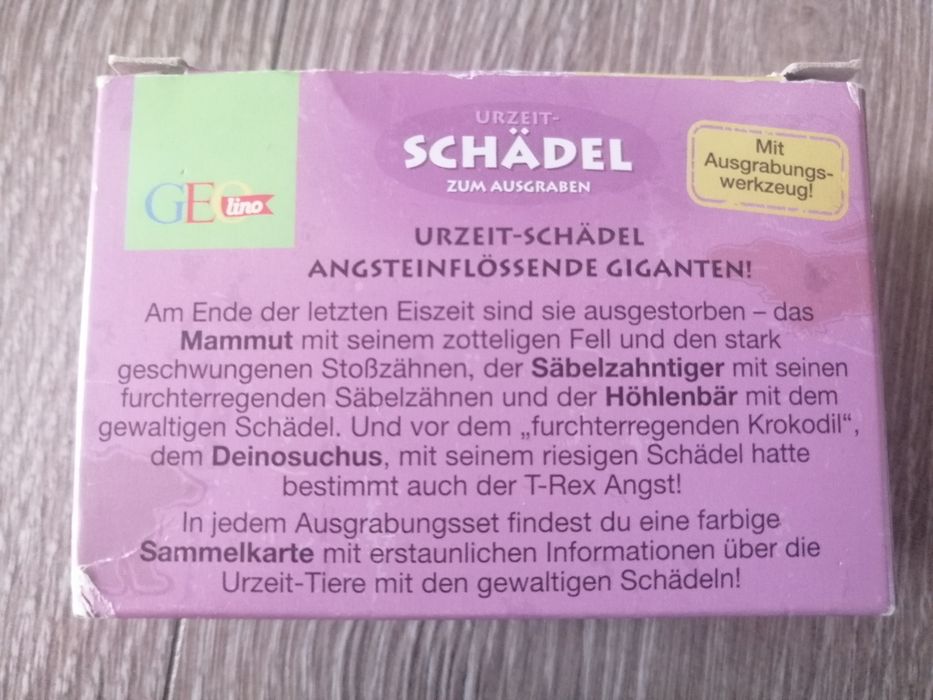 GEOlino
URZEIT-
SCHÄDEL
ZUM AUSGRABEN
Mit
Ausgrabungs-
werkzeug!
URZEIT-SCHÄDEL
ANGSTEINFLÖSSENDE GIGANTEN!
Am Ende der letzten Eiszeit sind sie ausgestorben – das
Mammut mit seinem zotteligen Fell und den stark
geschwungenen Stoßzähnen, der Säbelzahntiger mit seinen
furchterregenden Säbelzähnen und der Höhlenbär mit dem
gewaltigen Schädel. Und vor dem „furchterregenden Krokodil“,
dem Deinosuchus, mit seinem riesigen Schädel hatte
bestimmt auch der T-Rex Angst!
In jedem Ausgrabungsset findest du eine farbige
Sammelkarte mit erstaunlichen Informationen über die
Urzeit-Tiere mit den gewaltigen Schädeln!